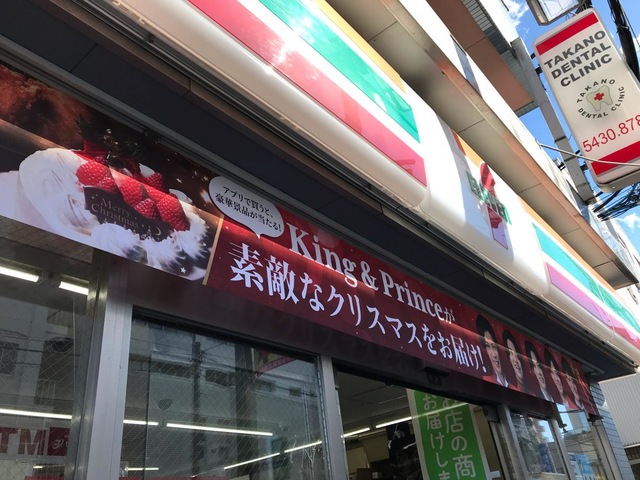 TAKANO
DENTAL
CLINIC
TAKANO
DENTAL CLINIC
5430.878
アプリで買うと、
豪華景品が当たる!
King & Princeが
素敵なクリスマスをお届け!
Merry
Christmas
TM
お店の商
お届けしま